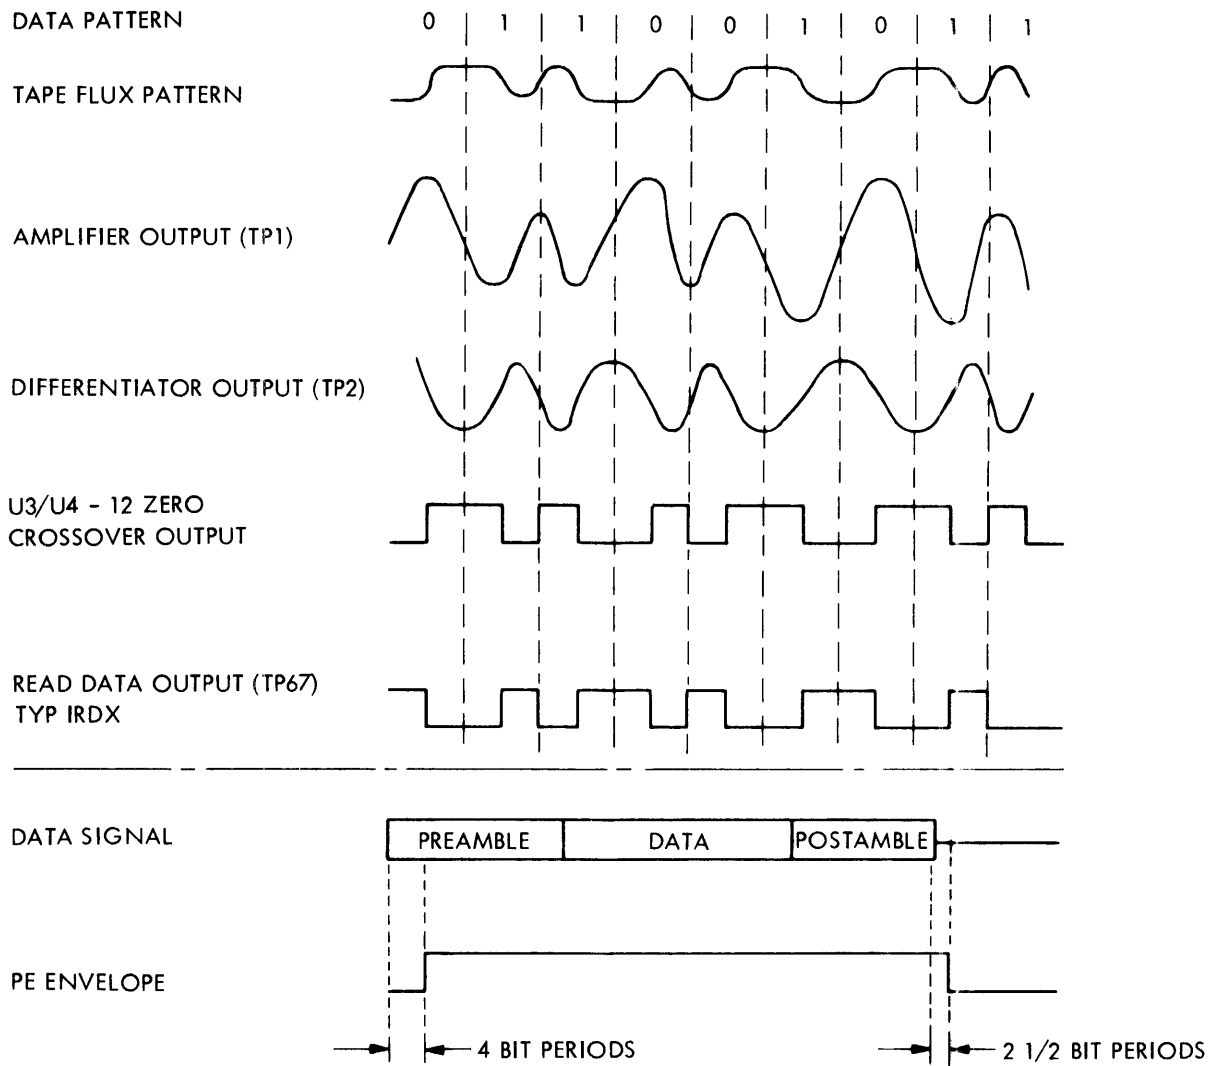 DATA PATTERN 0 1 1 0 0 1 0 1 1
TAPE FLUX PATTERN
AMPLIFIER OUTPUT (TP1)
DIFFERENTIATOR OUTPUT (TP2)
U3/U4 - 12 ZERO
CROSSOVER OUTPUT
READ DATA OUTPUT (TP67)
TYP IRDX
DATA SIGNAL PREAMBLE DATA POSTAMBLE
PE ENVELOPE
4 BIT PERIODS 2 1/2 BIT PERIODS